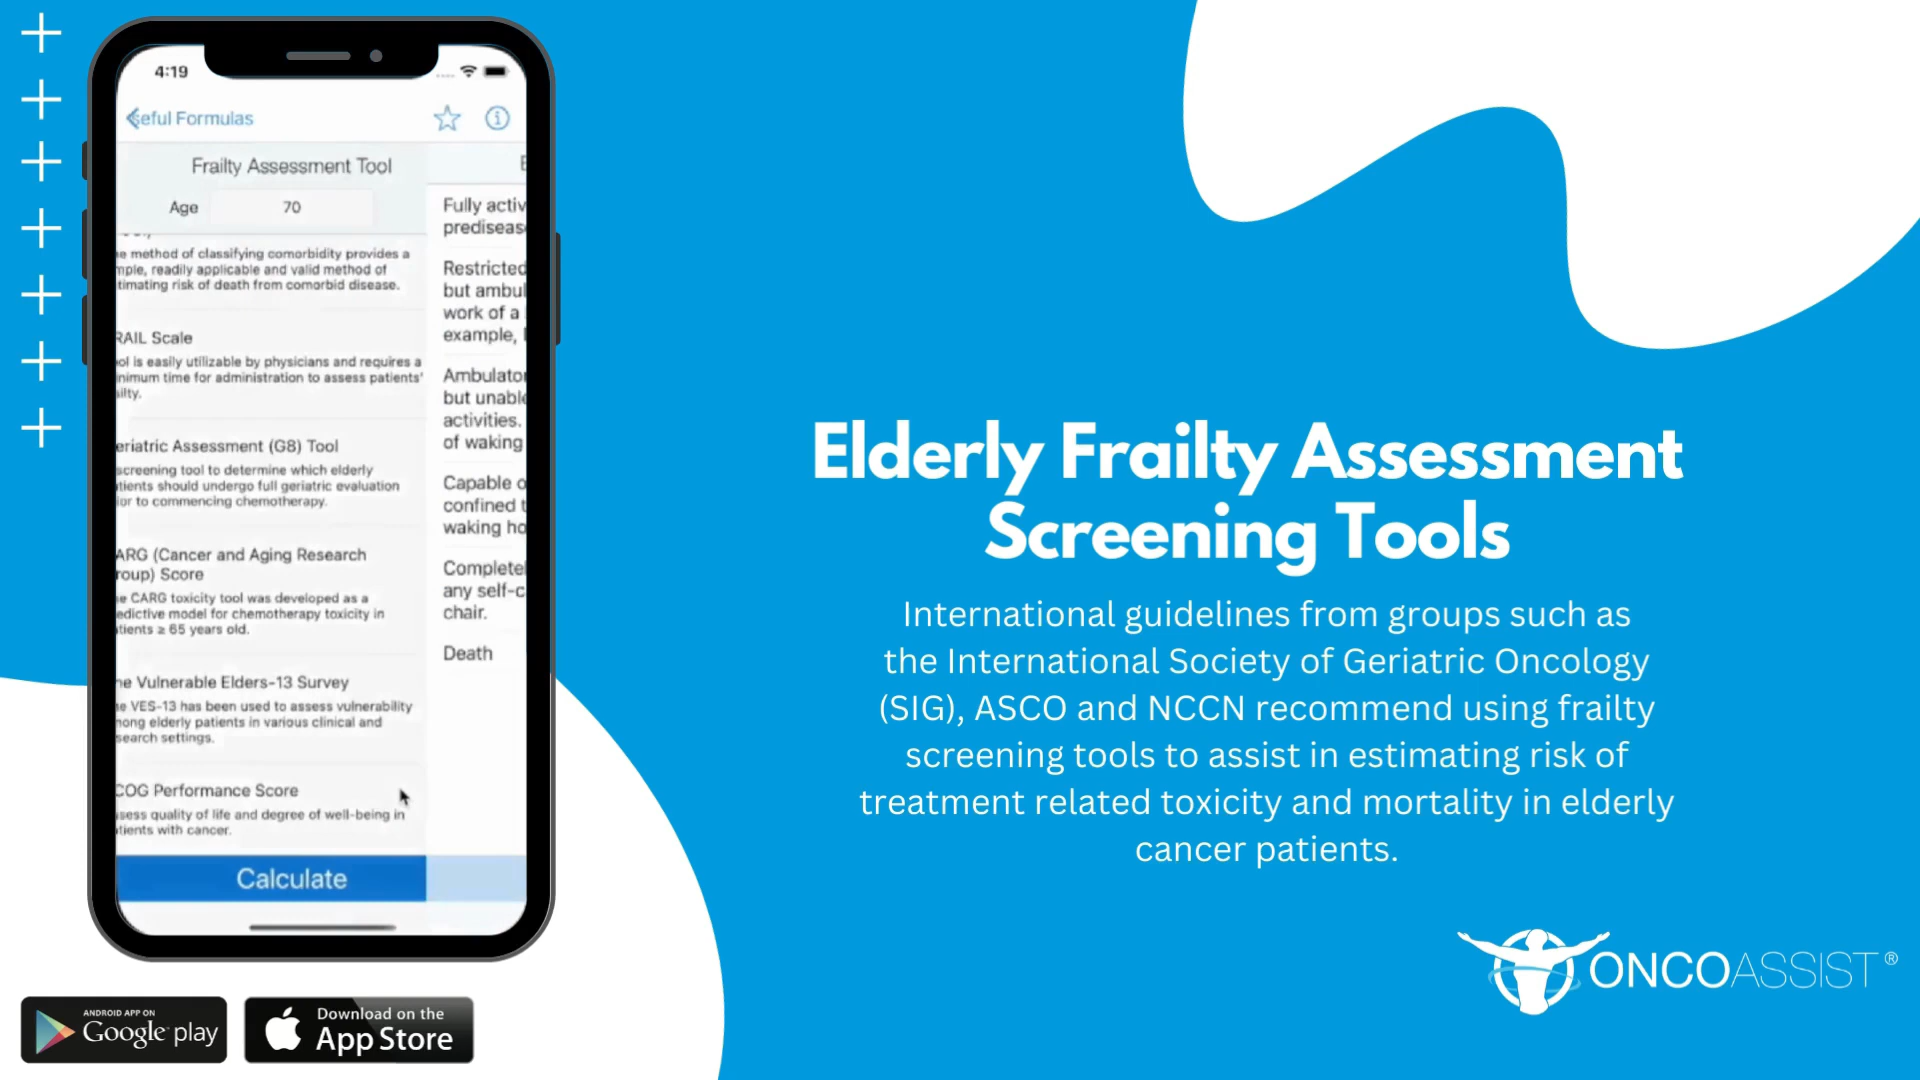 4:19
seful Formulas
Frailty Assessment Tool
Age 70
e method of classifying comorbidity provides a
mple, readily applicable and valid method of
timating risk of death from comorbid disease.
RAIL Scale
ol is easily utilizable by physicians and requires a
nimum time for administration to assess patients'
ilty.
eriatric Assessment (G8) Tool
screening tool to determine which elderly
tients should undergo full geriatric evaluation
ior to commencing chemotherapy.
ARG (Cancer and Aging Research
roup) Score
e CARG toxicity tool was developed as a
edictive model for chemotherapy toxicity in
tients ≥ 65 years old.
he Vulnerable Elders-13 Survey
e VES-13 has been used to assess vulnerability
nong elderly patients in various clinical and
search settings.
COG Performance Score
sess quality of life and degree of well-being in
tients with cancer.
Calculate
E
Fully activ
predisease
Restricted
but ambul
work of a
example, l
Ambulator
but unable
activities.
of waking
Capable o
confined t
waking ho
Completel
any self-c
chair.
Death
Elderly Frailty Assessment
Screening Tools
International guidelines from groups such as
the International Society of Geriatric Oncology
(SIG), ASCO and NCCN recommend using frailty
screening tools to assist in estimating risk of
treatment related toxicity and mortality in elderly
cancer patients.
ONCOASSIST®
ANDROID APP ON
Google play
Download on the
App Store